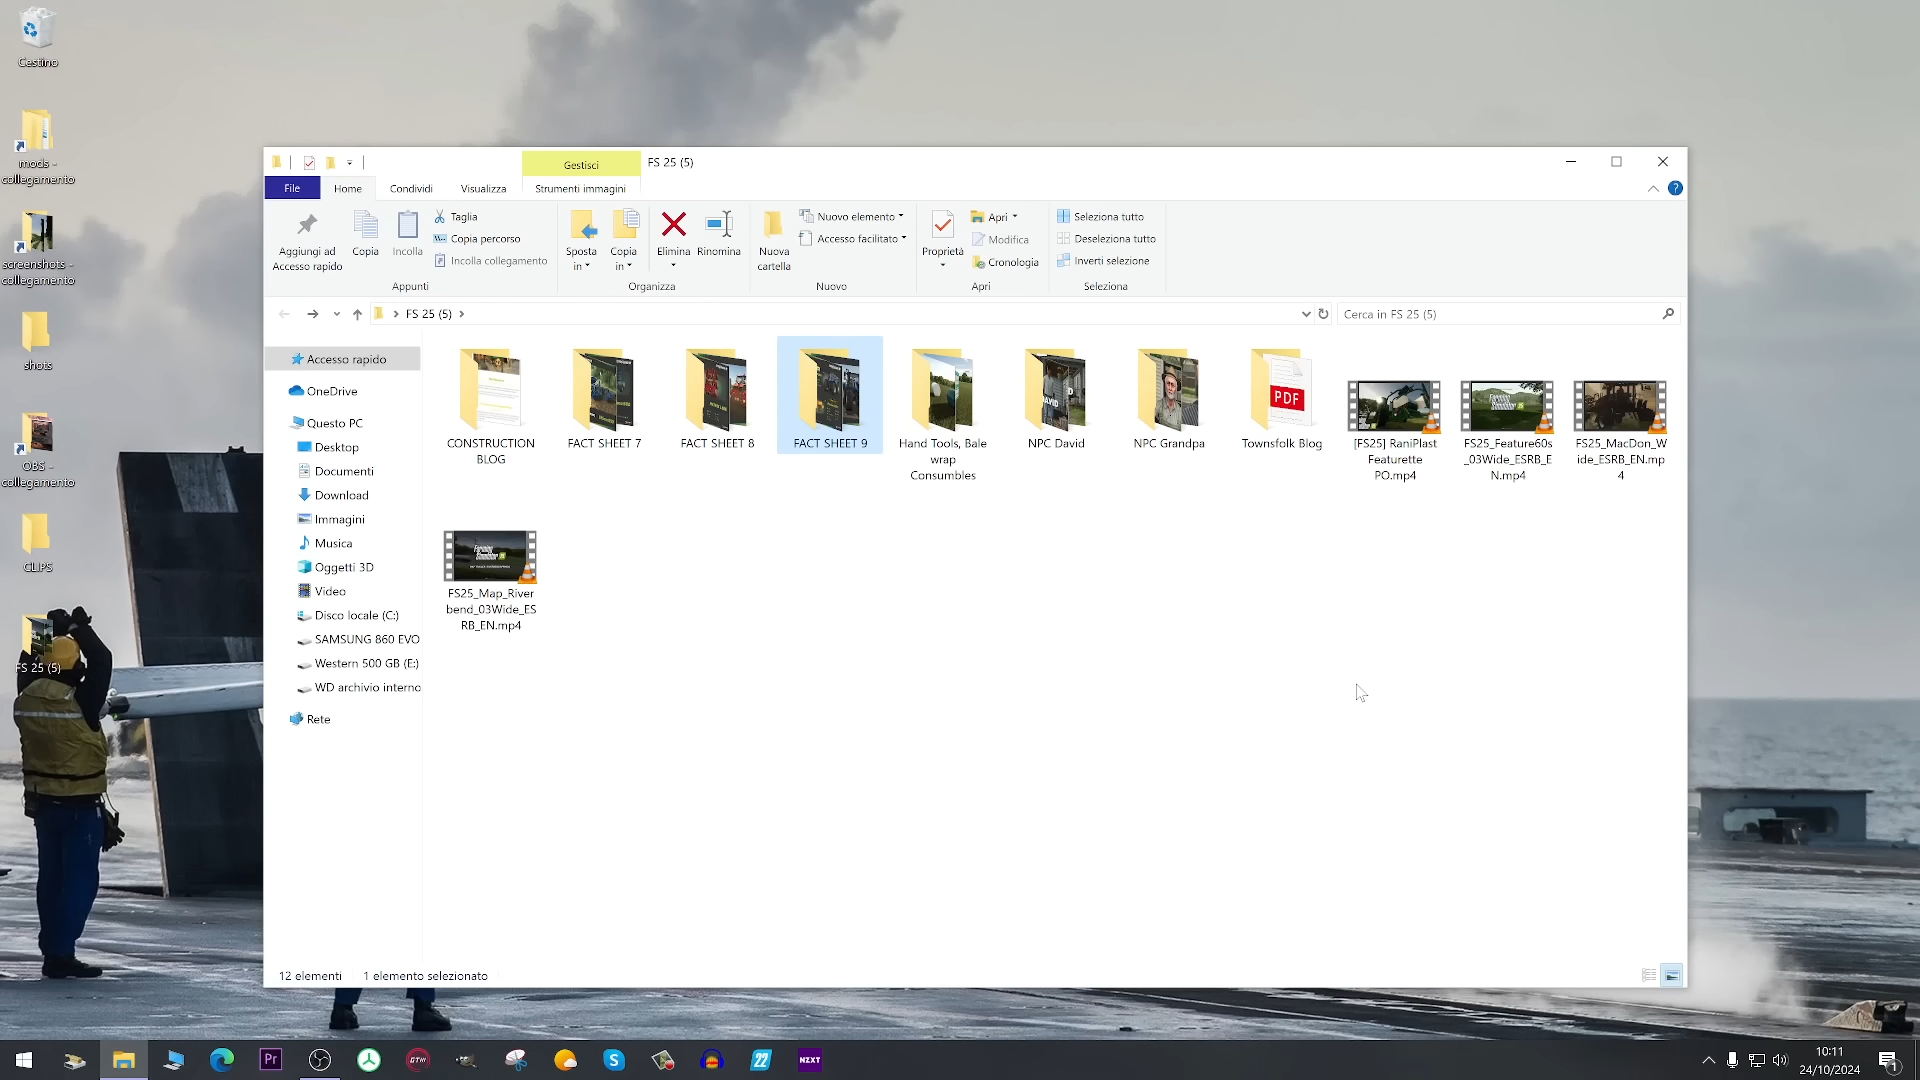 Cestino
mods -
collegamento
screenshots -
collegamento
shots
OBS -
collegamento
CLIPS
FS 25 (5)
Gestisci
FS 25 (5)
File
Home
Condividi
Visualizza
Strumenti immagini
Aggiungi ad
Accesso rapido
Copia
Incolla
Taglia
Copia percorso
Incolla collegamento
Appunti
Sposta
in
Copia
in
Elimina
Rinomina
Organizza
Nuova
cartella
Nuovo elemento
Accesso facilitato
Nuovo
Proprietà
Apri
Modifica
Cronologia
Apri
Seleziona tutto
Deseleziona tutto
Inverti selezione
Seleziona
FS 25 (5)
Cerca in FS 25 (5)
Accesso rapido
OneDrive
Questo PC
Desktop
Documenti
Download
Immagini
Musica
Oggetti 3D
Video
Disco locale (C:)
SAMSUNG 860 EVO
Western 500 GB (E:)
WD archivio interno
Rete
CONSTRUCTION
BLOG
FACT SHEET 7
FACT SHEET 8
FACT SHEET 9
Hand Tools, Bale
wrap
Consumbles
NPC David
NPC Grandpa
PDF
Townsfolk Blog
[FS25] RaniPlast
Featurette
PO.mp4
FS25_Feature60s
_03Wide_ESRB_E
N.mp4
FS25_MacDon_W
ide_ESRB_EN.mp
4
FS25_Map_River
bend_03Wide_ES
RB_EN.mp4
12 elementi
1 elemento selezionato
Pr
GTR
S
22
NZXT
10:11
24/10/2024
1